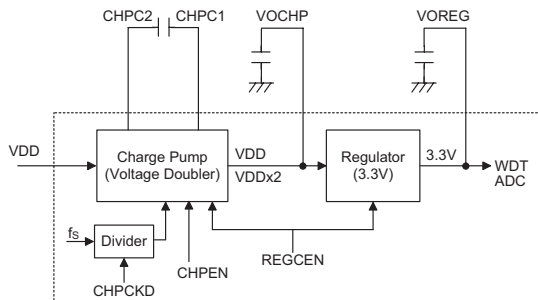 CHPC2 CHPC1
VOCHP
VOREG
VDD
Charge Pump
(Voltage Doubler)
VDD
VDDx2
Regulator
(3.3V)
3.3V
WDT
ADC
fS
Divider
CHPEN
REGCEN
CHPCKD